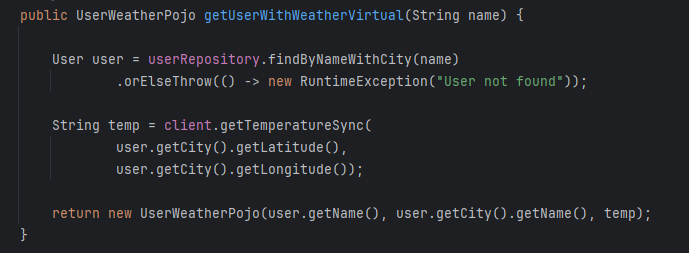 public UserWeatherPojo getUserWithWeatherVirtual(String name) {
User user = userRepository.findByNameWithCity(name)
.orElseThrow(() -> new RuntimeException("User not found"));
String temp = client.getTemperatureSync(
user.getCity().getLatitude(),
user.getCity().getLongitude());
return new UserWeatherPojo(user.getName(), user.getCity().getName(), temp);
}